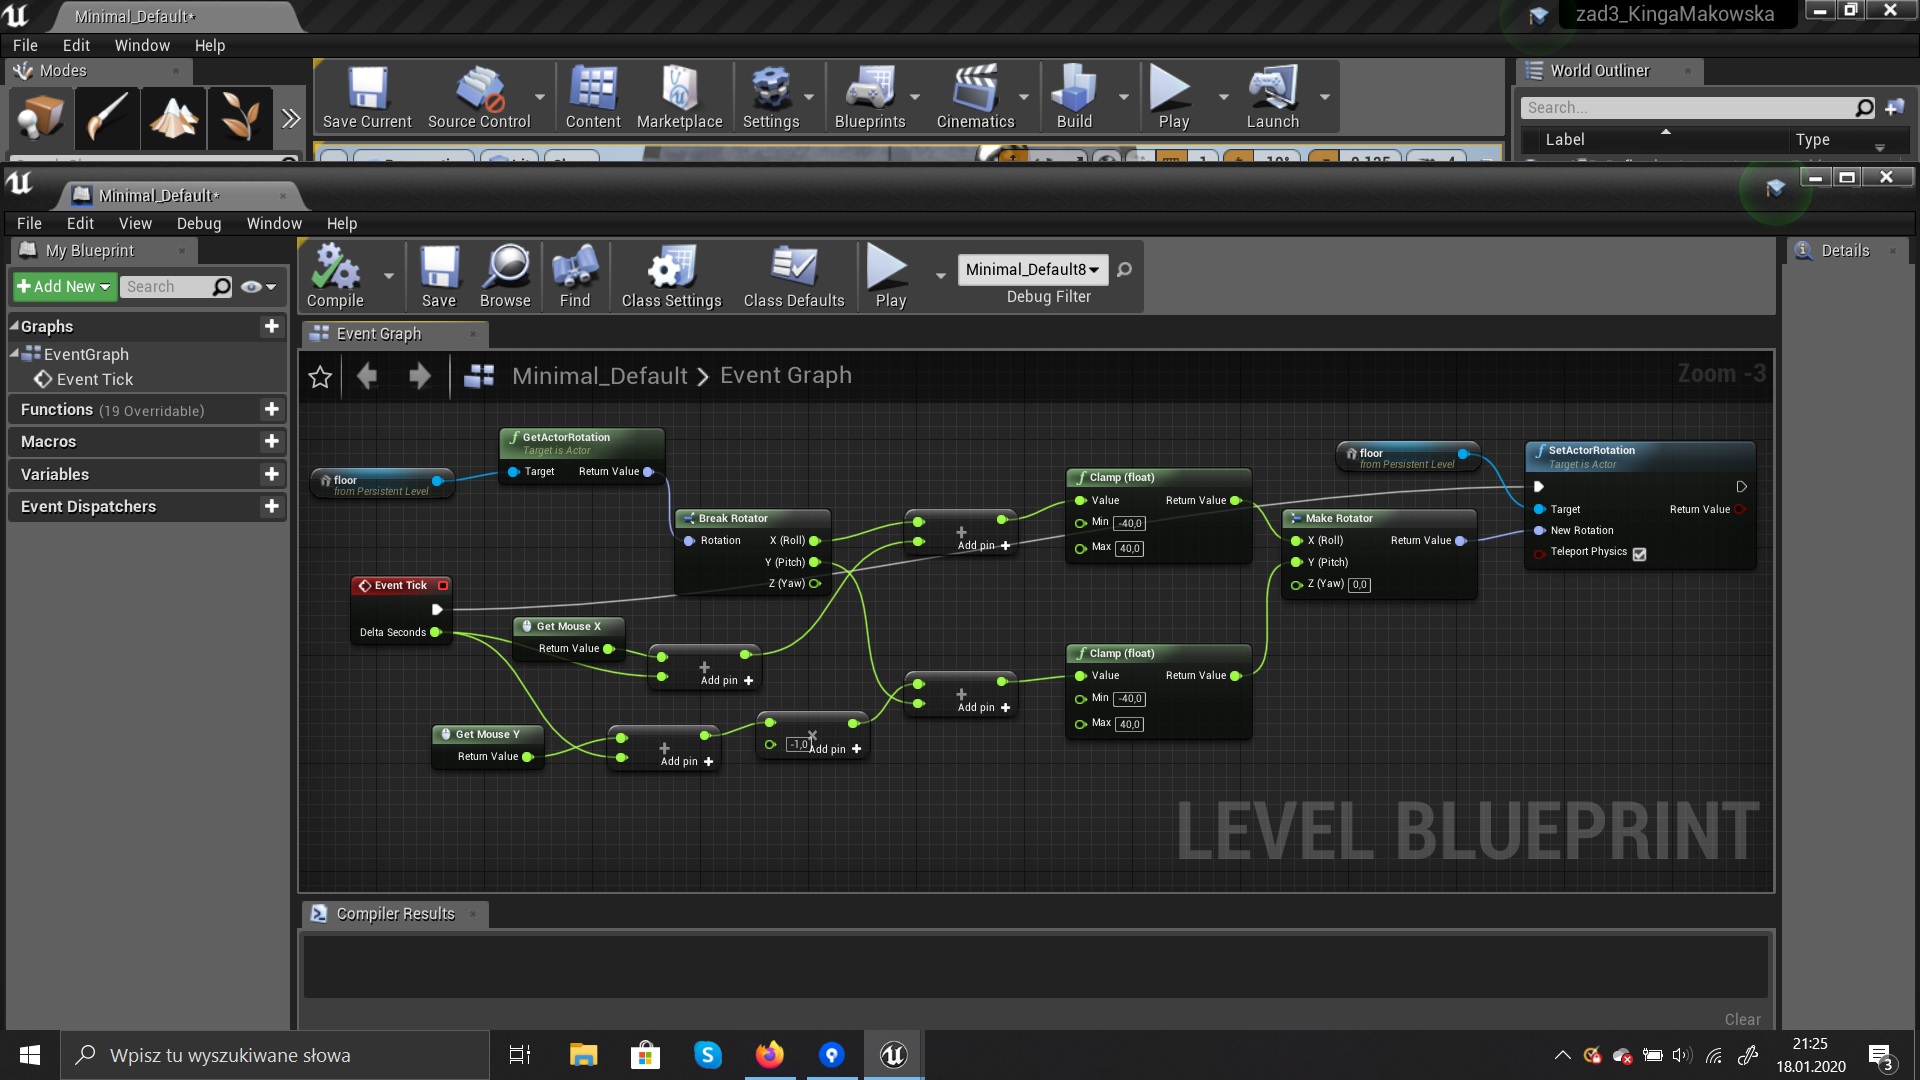 Minimal_Default*
zad3_KingaMakowska
File Edit Window Help
Modes
World Outliner
Save Current Source Control Content Marketplace Settings Blueprints Cinematics Build Play Launch
Search...
Label Type
Minimal_Default*
File Edit View Debug Window Help
My Blueprint
Details
Add New Search
Compile Save Browse Find Class Settings Class Defaults Play
Minimal_Default8
Debug Filter
Graphs
EventGraph
Event Tick
Functions (19 Overridable)
Macros
Variables
Event Dispatchers
Event Graph
Minimal_Default > Event Graph
Zoom -3
GetActorRotation
Target is Actor
Target Return Value
floor
from Persistent Level
Break Rotator
Rotation X (Roll)
Y (Pitch)
Z (Yaw)
Event Tick
Delta Seconds
Get Mouse X
Return Value
Add pin +
Get Mouse Y
Return Value
Add pin +
-1,0
Add pin +
Add pin +
Add pin +
Clamp (float)
Value Return Value
Min -40,0
Max 40,0
Clamp (float)
Value Return Value
Min -40,0
Max 40,0
Make Rotator
X (Roll) Return Value
Y (Pitch)
Z (Yaw) 0,0
floor
from Persistent Level
SetActorRotation
Target is Actor
Target Return Value
New Rotation
Teleport Physics
LEVEL BLUEPRINT
Compiler Results
Clear
Wpisz tu wyszukiwane słowa
21:25
18.01.2020
3